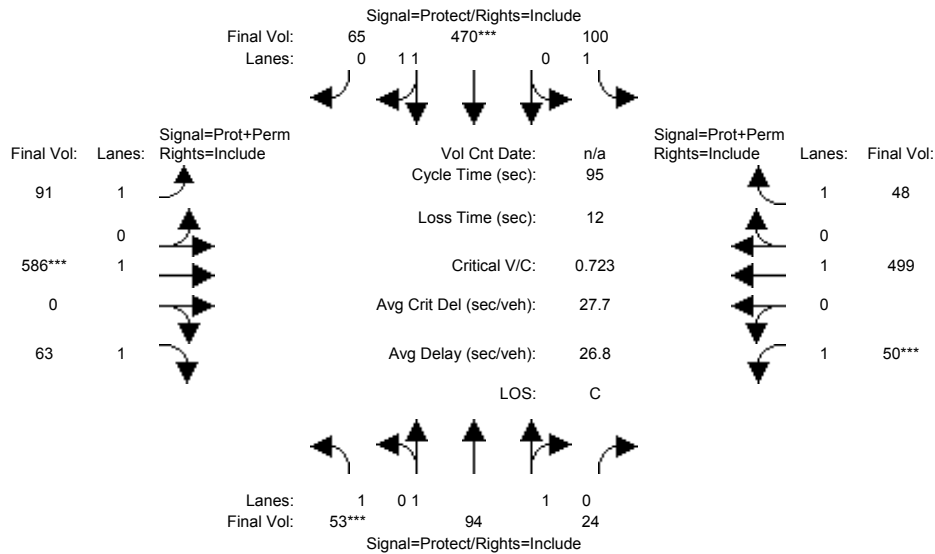 Signal=Protect/Rights=Include
Final Vol: 65 470*** 100
Lanes: 0 1 1 0 1
Signal=Prot+Perm
Final Vol: Lanes: Rights=Include
Vol Cnt Date: n/a
Signal=Prot+Perm
Rights=Include Lanes: Final Vol:
Cycle Time (sec): 95
91 1
1 48
Loss Time (sec): 12
0
0
586*** 1
Critical V/C: 0.723
1 499
0 0
Avg Crit Del (sec/veh): 27.7
0
63 1
Avg Delay (sec/veh): 26.8
1 50***
LOS: C
Lanes: 1 0 1 1 0
Final Vol: 53*** 94 24
Signal=Protect/Rights=Include